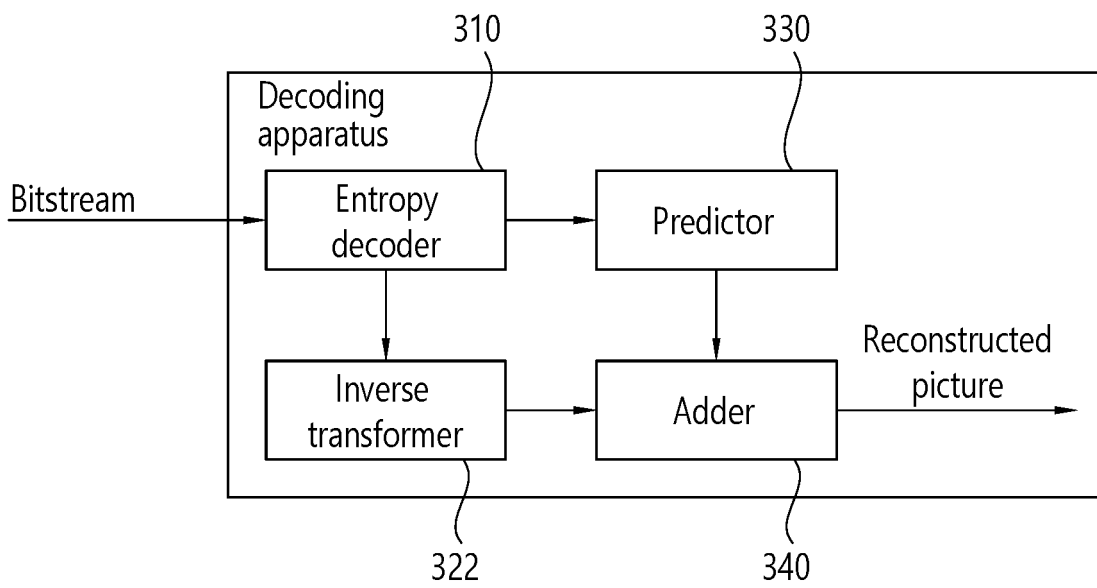 310
330
Decoding
apparatus
Bitstream
Entropy
decoder
Predictor
Inverse
transformer
Adder
Reconstructed
picture
322
340